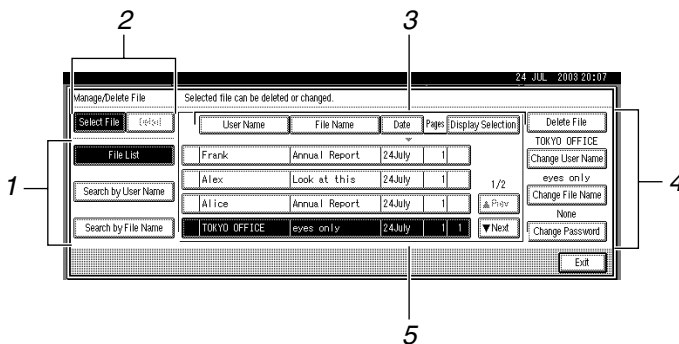 2
3
24 JUL 2003 20:07
Manage/Delete File Selected file can be deleted or changed.
Select File Detail User Name File Name Date Pages Display Selection Delete File
TOKYO OFFICE
File List Frank Annual Report 24July 1 Change User Name
1
4
Alex Look at this 24July 1 1/2 eyes only
Search by User Name Change File Name
Alice Annual Report 24July 1 ▲Prev. None
Search by File Name TOKYO OFFICE eyes only 24July 1 1 ▼Next Change Password
Exit
5